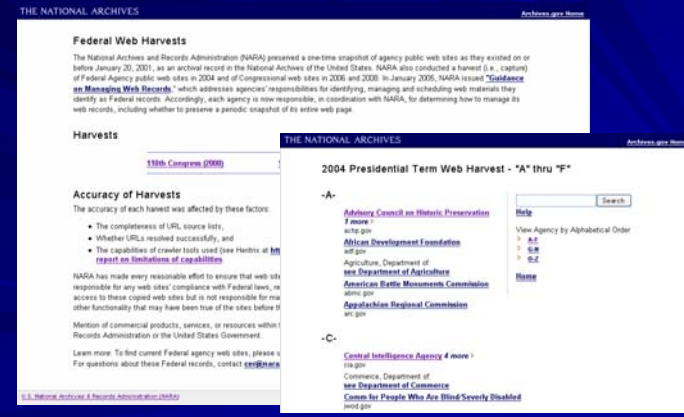 THE NATIONAL ARCHIVES
Archives.gov Home
Federal Web Harvests
The National Archives and Records Administration (NARA) preserved a one-time snapshot of agency public web sites as they existed on or
before January 20, 2001, as an archival record in the National Archives of the United States. NARA also conducted a harvest (i.e., capture)
of Federal Agency public web sites in 2004 and of Congressional web sites in 2006 and 2008. In January 2005, NARA issued "Guidance
on Managing Web Records," which addresses agencies' responsibilities for identifying, managing and scheduling web materials they
identify as Federal records. Accordingly, each agency is now responsible, in coordination with NARA, for determining how to manage its
web records, including whether to preserve a periodic snapshot of its entire web page.
Harvests
110th Congress (2008)
Accuracy of Harvests
The accuracy of each harvest was affected by these factors:
• The completeness of URL source lists,
• Whether URLs resolved successfully, and
• The capabilities of crawler tools used (see Heritrix at
report on limitations of capabilities
NARA has made every reasonable effort to ensure that web sit
responsible for any web sites' compliance with Federal laws, re
access to these copied web sites but is not responsible for ma
other functionality that may have been true of the sites before t
Mention of commercial products, services, or resources within
Records Administration or the United States Government.
Learn more: To find current Federal agency web sites, please
For questions about these Federal records, contact
U.S. National Archives & Records Administration (NARA)
THE NATIONAL ARCHIVES
Archives.gov Home
2004 Presidential Term Web Harvest - "A" thru "F"
-A-
Advisory Council on Historic Preservation
1 more >
achp.gov
African Development Foundation
adf.gov
Agriculture, Department of
see Department of Agriculture
American Battle Monuments Commission
abmc.gov
Appalachian Regional Commission
arc.gov
-C-
Central Intelligence Agency 4 more >
cia.gov
Commerce, Department of
see Department of Commerce
Comm for People Who Are Blind/Severly Disabled
jwod.gov
Search
Help
View Agency by Alphabetical Order
> A-F
> G-N
> O-Z
Home